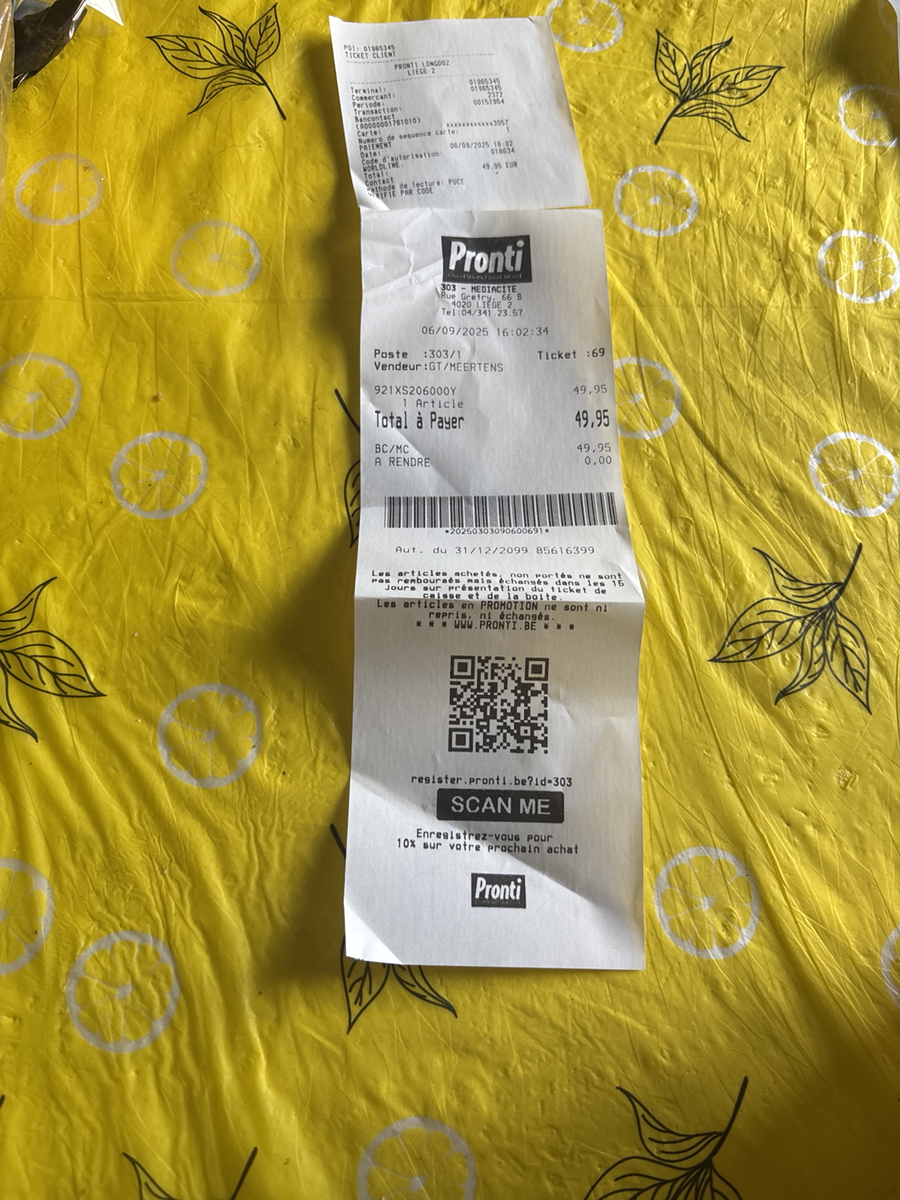 POI: 01965345
TICKET CLIENT
PRONTI LONGDOZ
LIEGE 2
Terminal: 01965345
Commercant: 01965345
Periode: 2372
Transaction: 00151954
Bancontact
(A0000001761010)
Carte: xxxxxxxxxxxx3057
Numero de sequence carte: 1
PAIEMENT
Date: 06/09/2025 16:02
Code d'autorisation: 01A634
WORLDLINE.
Total: 49,95 EUR
Contact
Méthode de lecture: PUCE
VERIFIE PAR CODE
Pronti
303 - MEDIACITE
Rue Gretry, 66 B
4020 LIEGE 2
Tel:04/341.23.57
06/09/2025 16:02:34
Poste :303/1 Ticket :69
Vendeur:GT/MEERTENS
921XS206000Y 49,95
1 Article
Total à Payer 49,95
BC/MC 49,95
A RENDRE 0,00
*20250303090600691*
Aut. du 31/12/2099 85616399
Les articles achetés, non portés ne sont
pas remboursés mais échangés dans les 15
jours sur présentation du ticket de
caisse et de la boite.
Les articles en PROMOTION ne sont ni
repris, ni échangés.
* * * WWW.PRONTI.BE * * *
register.pronti.be?id=303
SCAN ME
Enregistrez-vous pour
10% sur votre prochain achat
Pronti